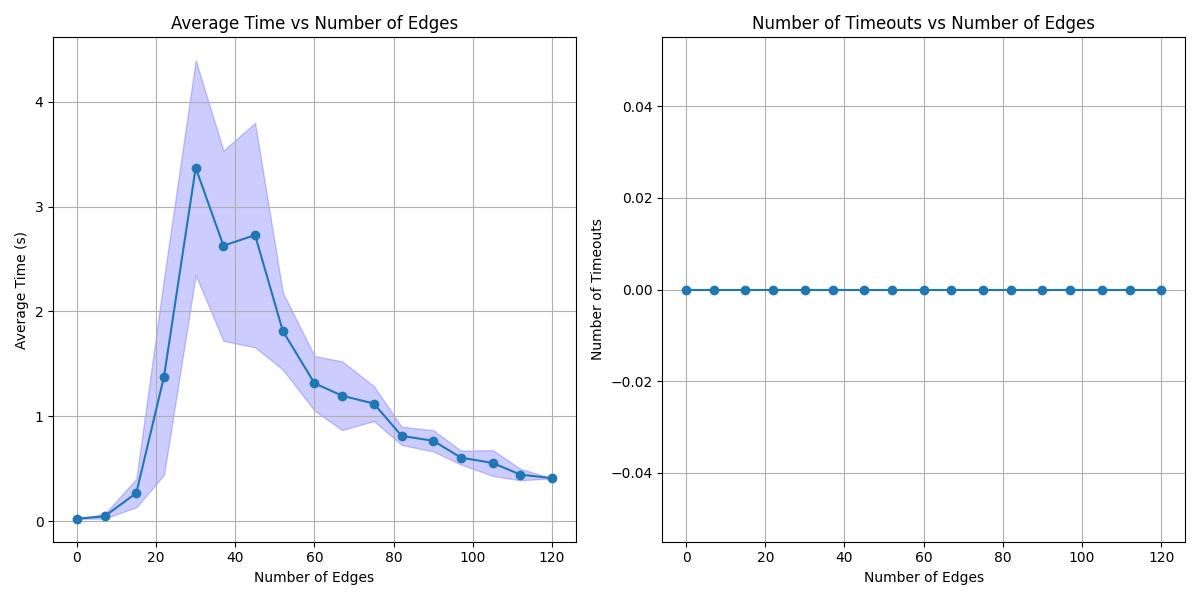 Average Time vs Number of Edges
Average Time (s)
4
3
2
1
0
0 20 40 60 80 100 120
Number of Edges
Number of Timeouts vs Number of Edges
Number of Timeouts
0.04
0.02
0.00
−0.02
−0.04
0 20 40 60 80 100 120
Number of Edges